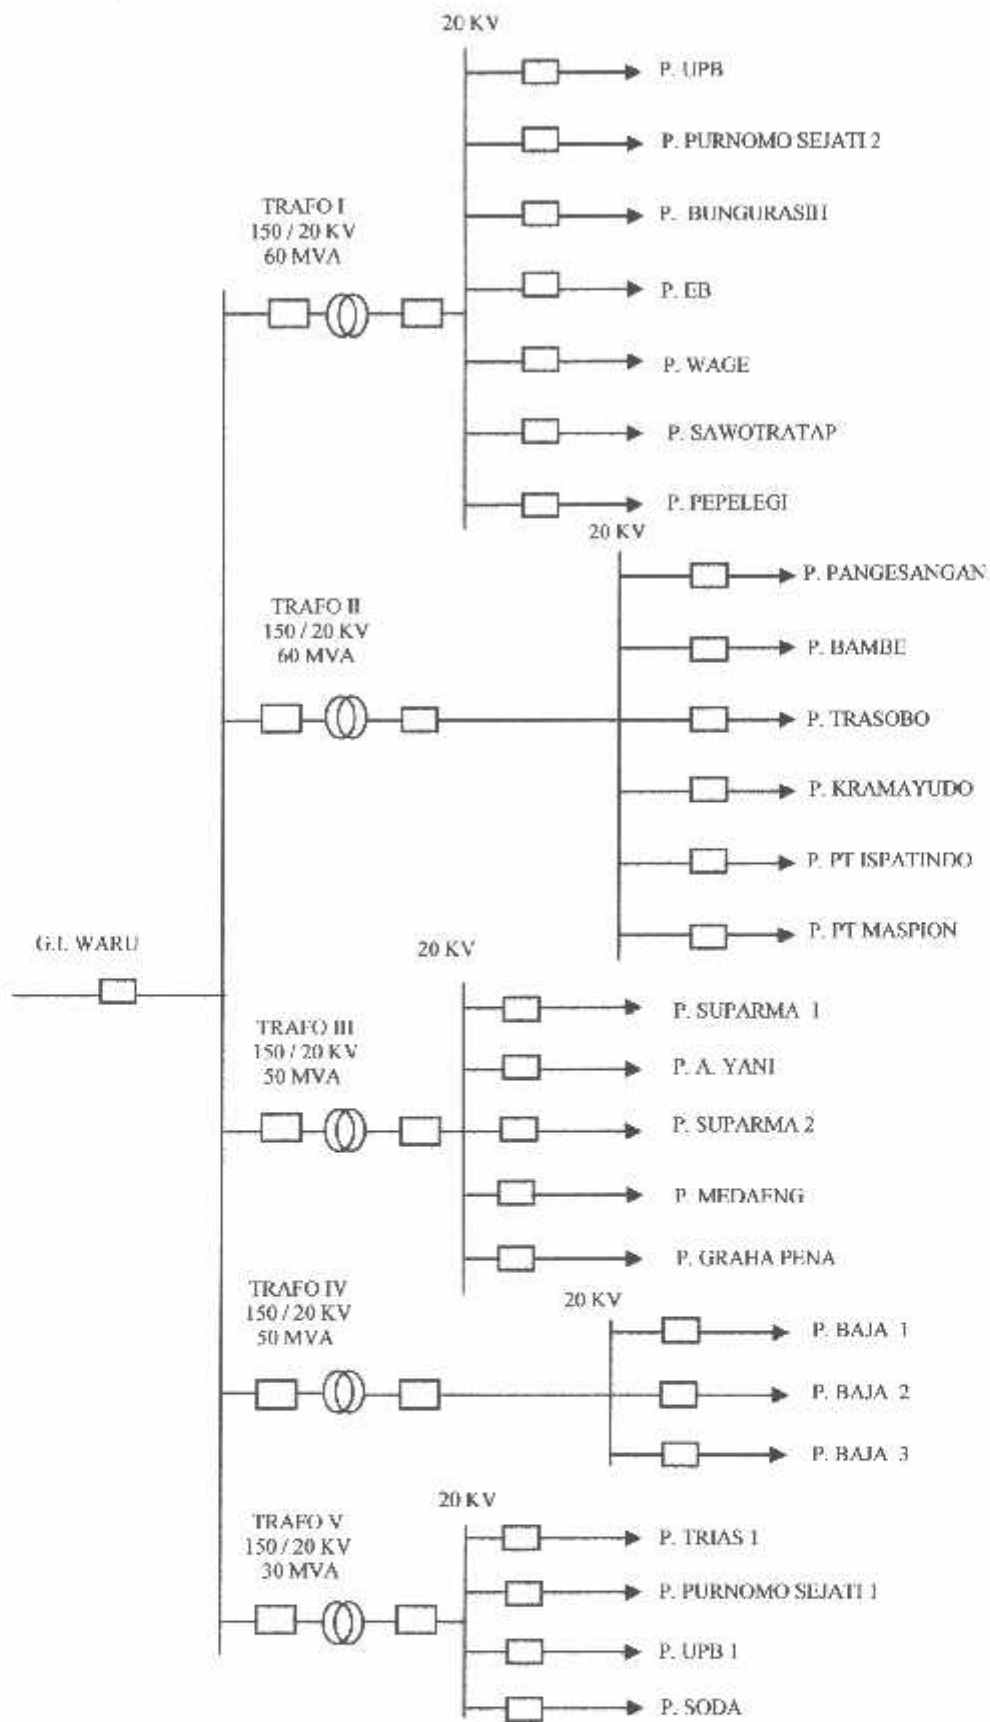 20 KV
P. UPB
P. PURNOMO SEJATI 2
P. BUNGURASIH
P. EB
P. WAGE
P. SAWOTRATAP
P. PEPELEGI
TRAFO I
150 / 20 KV
60 MVA
20 KV
P. PANGESANGAN
P. BAMBE
P. TRASOBO
P. KRAMAYUDO
P. PT ISPATINDO
P. PT MASPION
TRAFO II
150 / 20 KV
60 MVA
G.I. WARU
20 KV
P. SUPARMA 1
P. A. YANI
P. SUPARMA 2
P. MEDAENG
P. GRAHA PENA
TRAFO III
150 / 20 KV
50 MVA
20 KV
P. BAJA 1
P. BAJA 2
P. BAJA 3
TRAFO IV
150 / 20 KV
50 MVA
20 KV
P. TRIAS 1
P. PURNOMO SEJATI 1
P. UPB 1
P. SODA
TRAFO V
150 / 20 KV
30 MVA